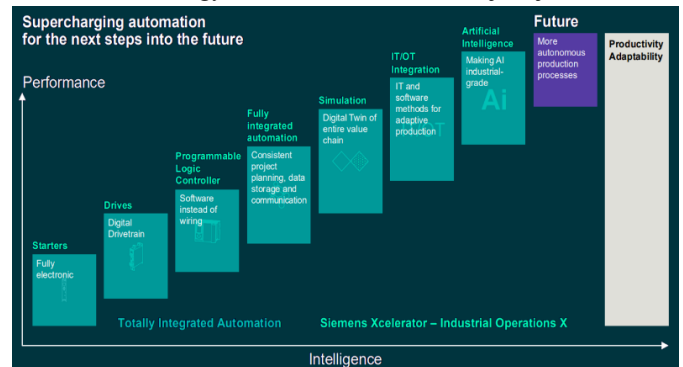 Supercharging automation
for the next steps into the future
Performance
Starters
Fully
electronic
Drives
Digital
Drivetrain
Programmable
Logic
Controller
Software
instead of
wiring
Fully
integrated
automation
Consistent
project
planning, data
storage and
communication
Simulation
Digital Twin of
entire value
chain
IT/OT
Integration
IT and
software
methods for
adaptive
production
Artificial
Intelligence
Making AI
industrial-
grade
Ai
Future
More
autonomous
production
processes
Productivity
Adaptability
Totally Integrated Automation
Siemens Xcelerator – Industrial Operations X
Intelligence